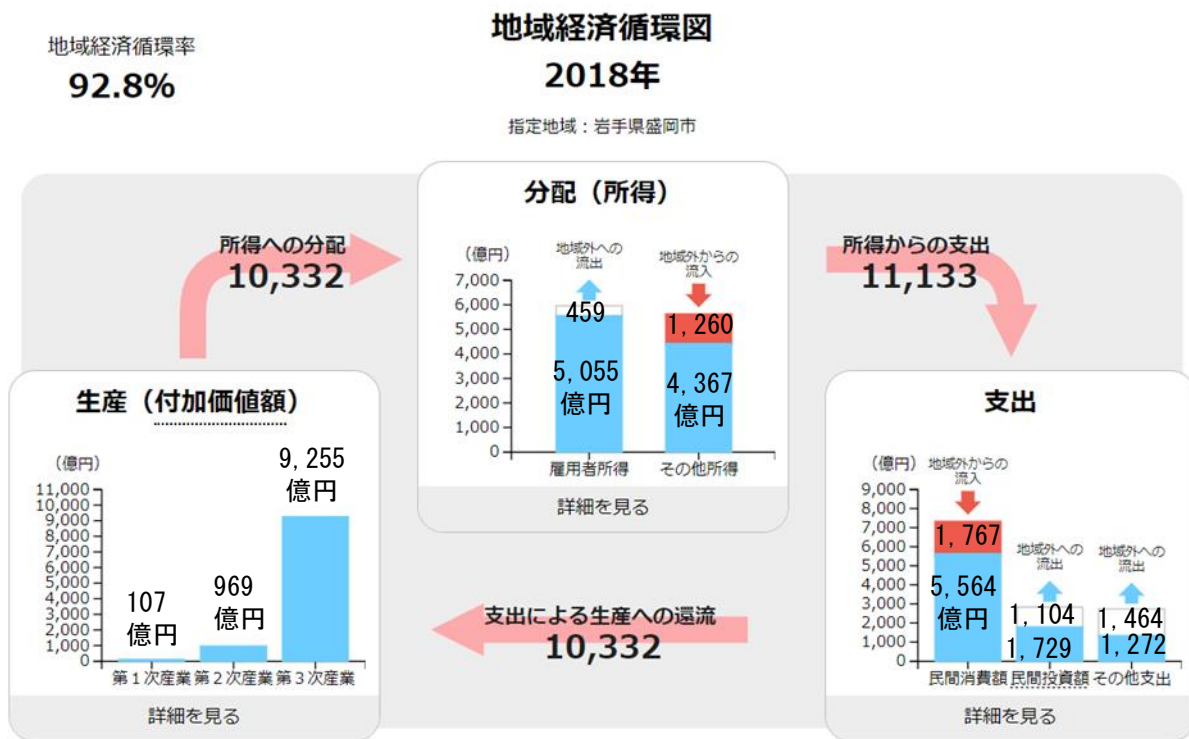 地域経済循環図
2018年
指定地域：岩手県盛岡市
地域経済循環率
92.8%
所得への分配
10,332
分配（所得）
（億円）
地域外への
流出
地域外からの
流入
7,000
6,000
5,000
4,000
3,000
2,000
1,000
0
459
5,055
億円
1,260
4,367
億円
雇用者所得
その他所得
詳細を見る
所得からの支出
11,133
生産（付加価値額）
（億円）
11,000
10,000
9,000
8,000
7,000
6,000
5,000
4,000
3,000
2,000
1,000
0
107
億円
969
億円
9,255
億円
第1次産業
第2次産業
第3次産業
詳細を見る
支出による生産への還流
10,332
支出
（億円）
地域外からの
流入
9,000
8,000
7,000
6,000
5,000
4,000
3,000
2,000
1,000
0
1,767
5,564
億円
地域外への
流出
1,104
1,729
地域外への
流出
1,464
1,272
民間消費額
民間投資額
その他支出
詳細を見る